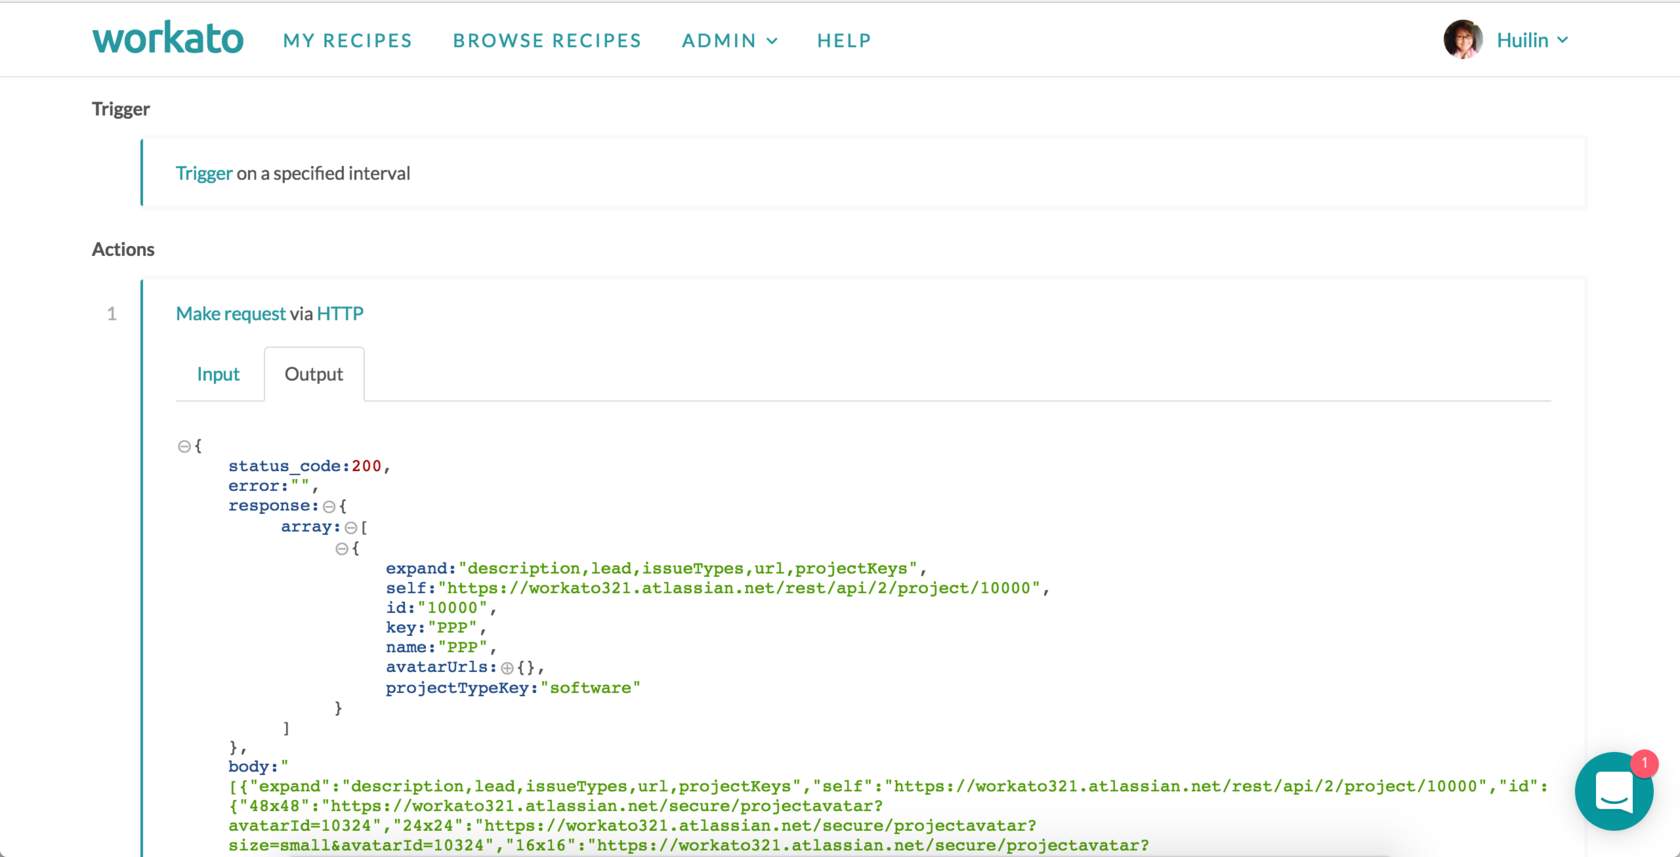 workato MY RECIPES BROWSE RECIPES ADMIN HELP Huilin
Trigger
Trigger on a specified interval
Actions
1 Make request via HTTP
Input Output
{
status_code:200,
error:"",
response:{
array:[
{
expand:"description,lead,issueTypes,url,projectKeys",
self:"https://workato321.atlassian.net/rest/api/2/project/10000",
id:"10000",
key:"PPP",
name:"PPP",
avatarUrls:{},
projectTypeKey:"software"
}
]
},
body:"
[{"expand":"description,lead,issueTypes,url,projectKeys","self":"https://workato321.atlassian.net/rest/api/2/project/10000","id":
{"48x48":"https://workato321.atlassian.net/secure/projectavatar?
avatarId=10324","24x24":"https://workato321.atlassian.net/secure/projectavatar?
size=small&avatarId=10324","16x16":"https://workato321.atlassian.net/secure/projectavatar?
1